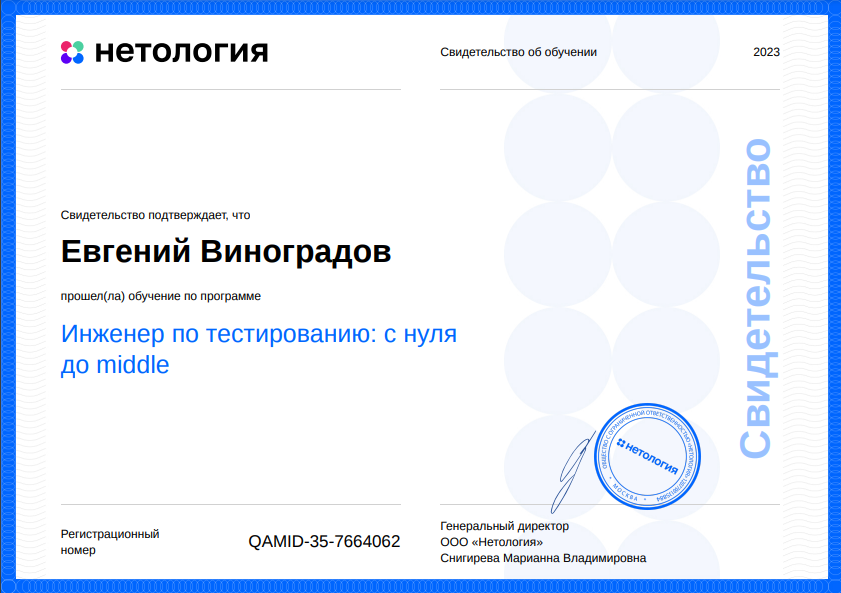 нетология
Свидетельство об обучении 2023
Свидетельство подтверждает, что
Евгений Виноградов
прошел(ла) обучение по программе
Инженер по тестированию: с нуля
до middle
Свидетельство
нетология
МОСКВА
Регистрационный
номер
QAMID-35-7664062
Генеральный директор
ООО «Нетология»
Снигирева Марианна Владимировна